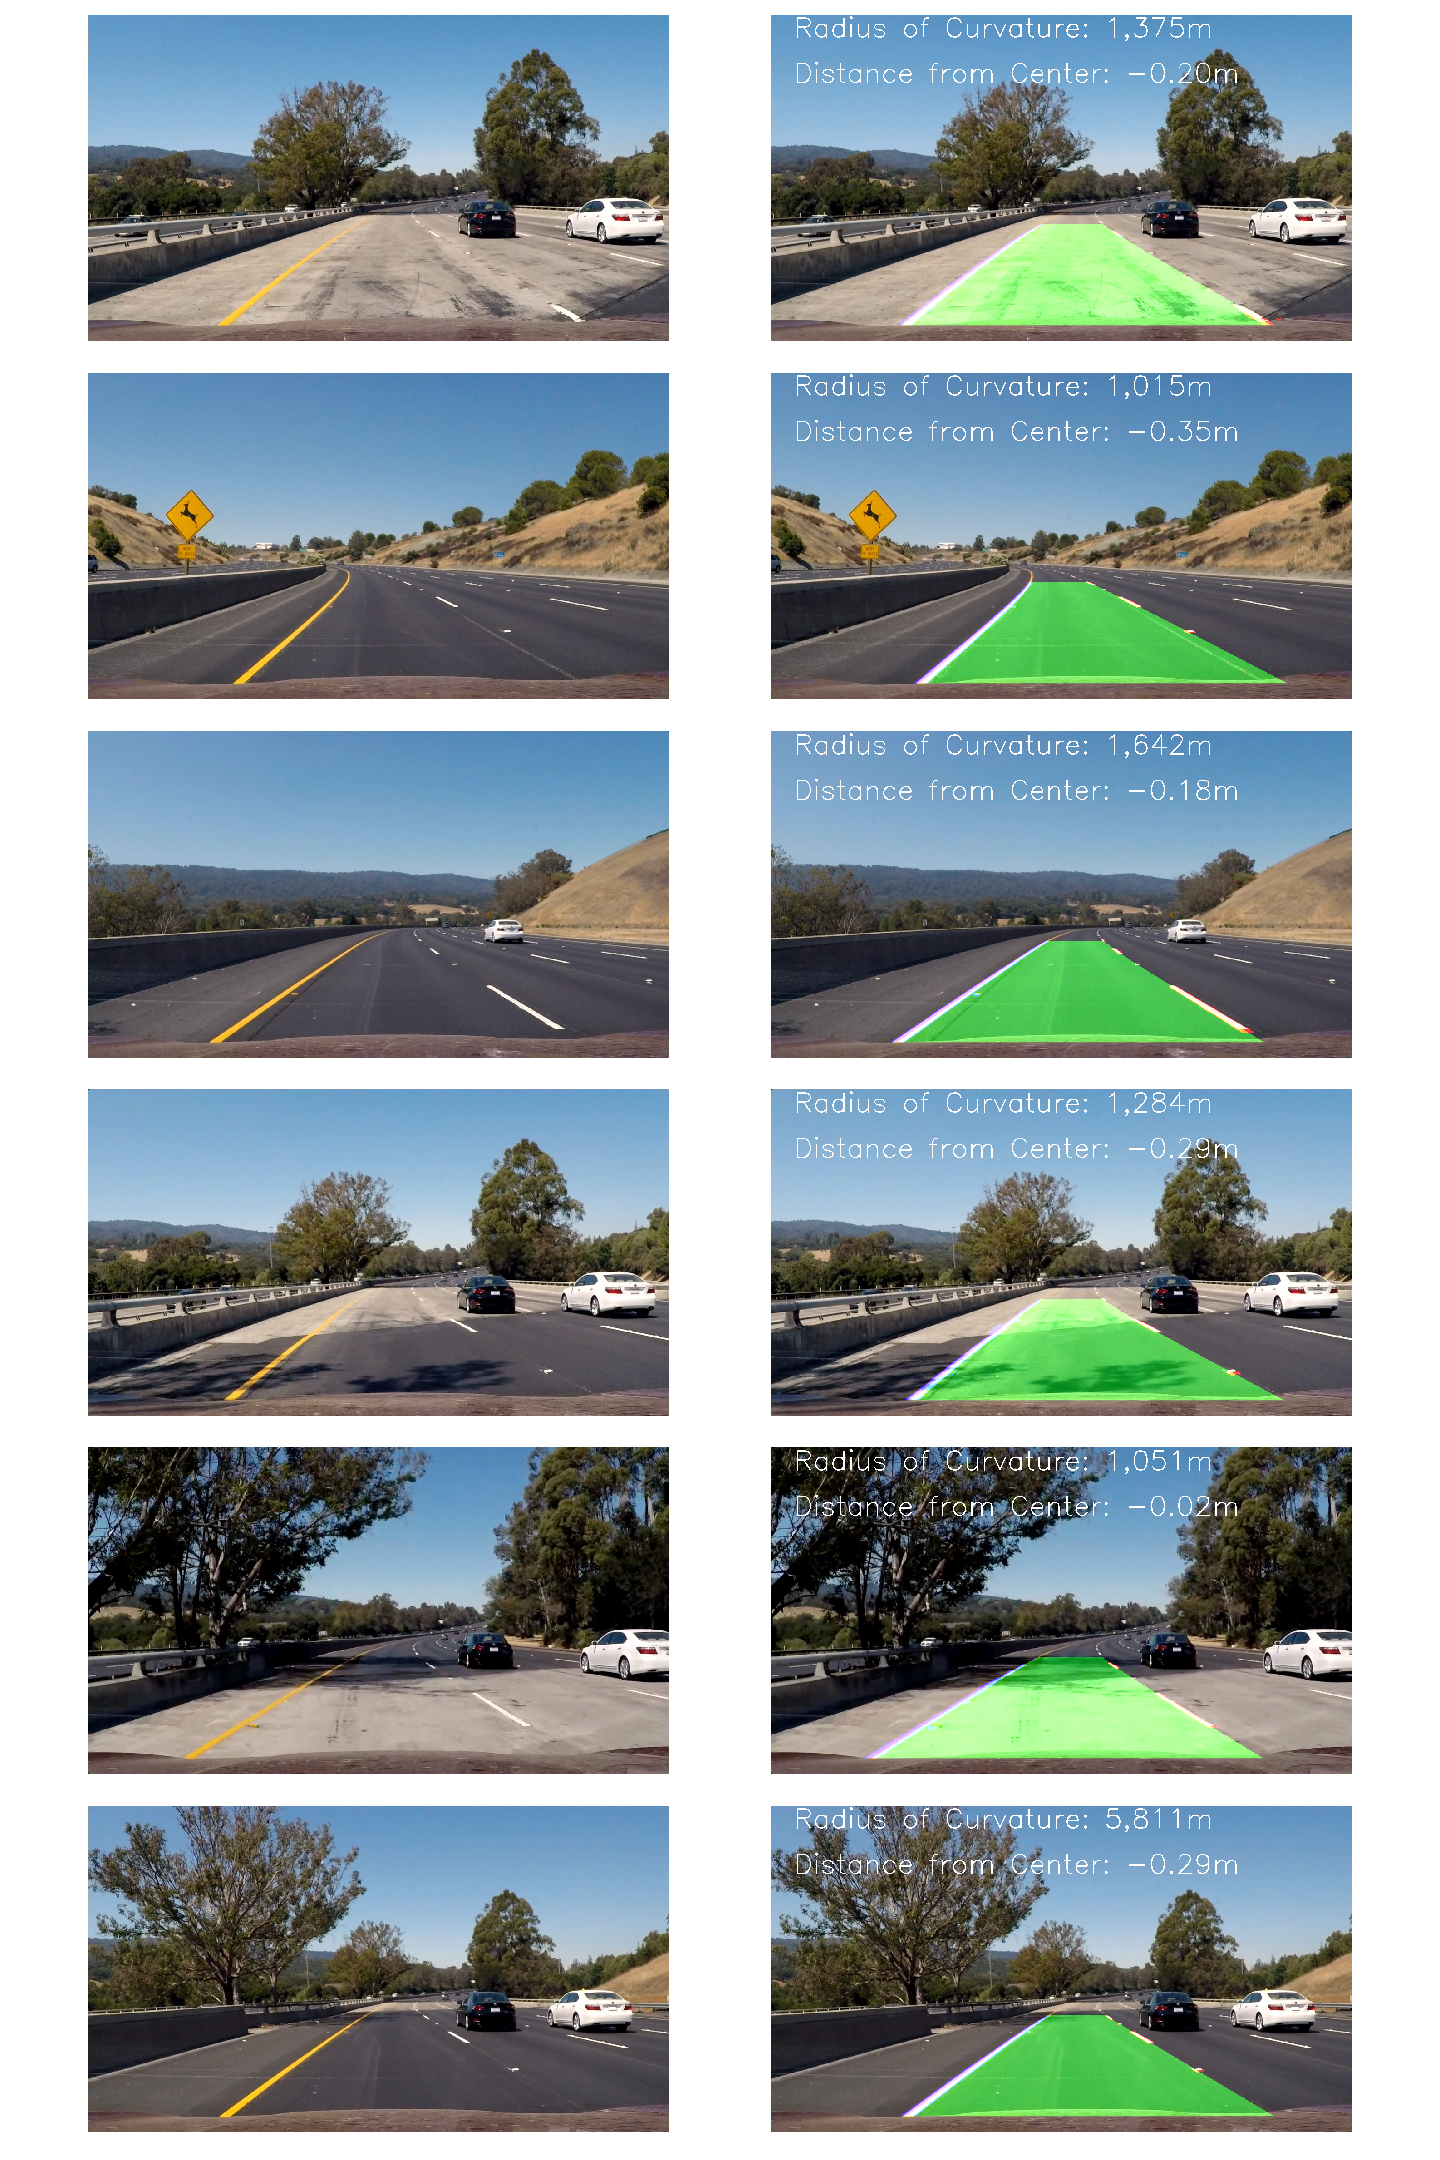 Radius of Curvature: 1,375m
Distance from Center: -0.20m
Radius of Curvature: 1,015m
Distance from Center: -0.35m
Radius of Curvature: 1,642m
Distance from Center: -0.18m
Radius of Curvature: 1,284m
Distance from Center: -0.29m
Radius of Curvature: 1,051m
Distance from Center: -0.02m
Radius of Curvature: 5,811m
Distance from Center: -0.29m